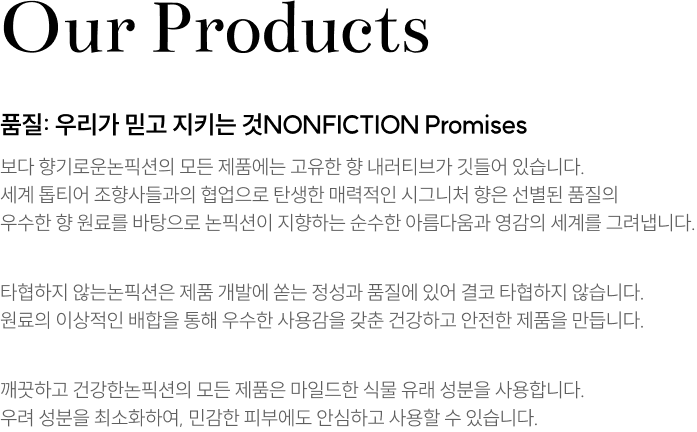 Our Products
품질: 우리가 믿고 지키는 것NONFICTION Promises
보다 향기로운논픽션의 모든 제품에는 고유한 향 내러티브가 깃들어 있습니다.
세계 톱티어 조향사들과의 협업으로 탄생한 매력적인 시그니처 향은 선별된 품질의
우수한 향 원료를 바탕으로 논픽션이 지향하는 순수한 아름다움과 영감의 세계를 그려냅니다.
타협하지 않는논픽션은 제품 개발에 쏟는 정성과 품질에 있어 결코 타협하지 않습니다.
원료의 이상적인 배합을 통해 우수한 사용감을 갖춘 건강하고 안전한 제품을 만듭니다.
깨끗하고 건강한논픽션의 모든 제품은 마일드한 식물 유래 성분을 사용합니다.
우려 성분을 최소화하여, 민감한 피부에도 안심하고 사용할 수 있습니다.